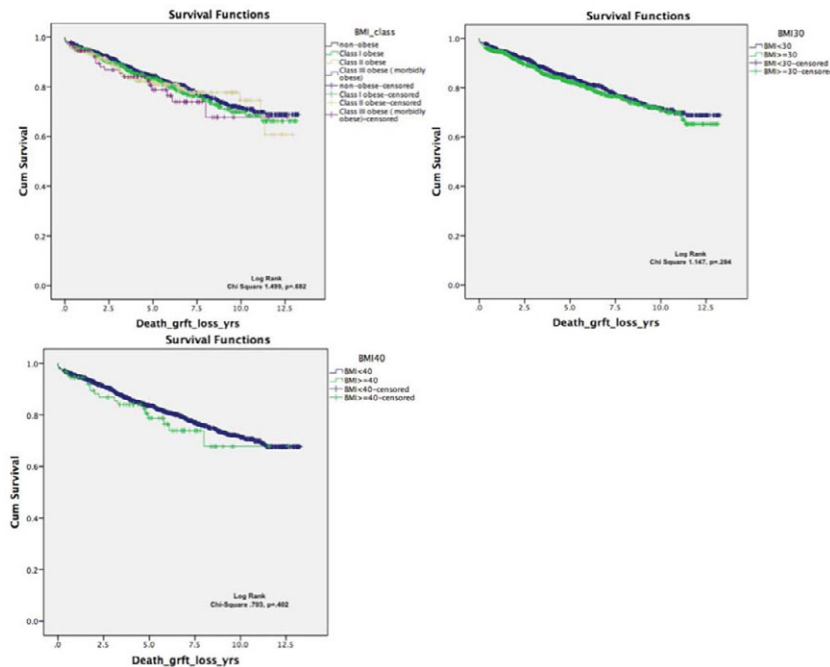 Survival Functions
BMI_class
non-obese
Class I obese
Class II obese
Class III obese ( morbidly
obese)
non-obese-censored
Class I obese-censored
Class II obese-censored
Class III obese ( morbidly
obese)-censored
Cum Survival
1.0
0.8
0.6
0.4
0.2
0.0
Log Rank
Chi Square 1.499, p=.682
.0 2.5 5.0 7.5 10.0 12.5
Death_grft_loss_yrs
Survival Functions
BMI30
BMI<30
BMI>=30
BMI<30-censored
BMI>=30-censored
Cum Survival
1.0
0.8
0.6
0.4
0.2
0.0
Log Rank
Chi Square 1.147, p=.284
.0 2.5 5.0 7.5 10.0 12.5
Death_grft_loss_yrs
Survival Functions
BMI40
BMI<40
BMI>=40
BMI<40-censored
BMI>=40-censored
Cum Survival
1.0
0.8
0.6
0.4
0.2
0.0
Log Rank
Chi-Square .703, p=.402
.0 2.5 5.0 7.5 10.0 12.5
Death_grft_loss_yrs